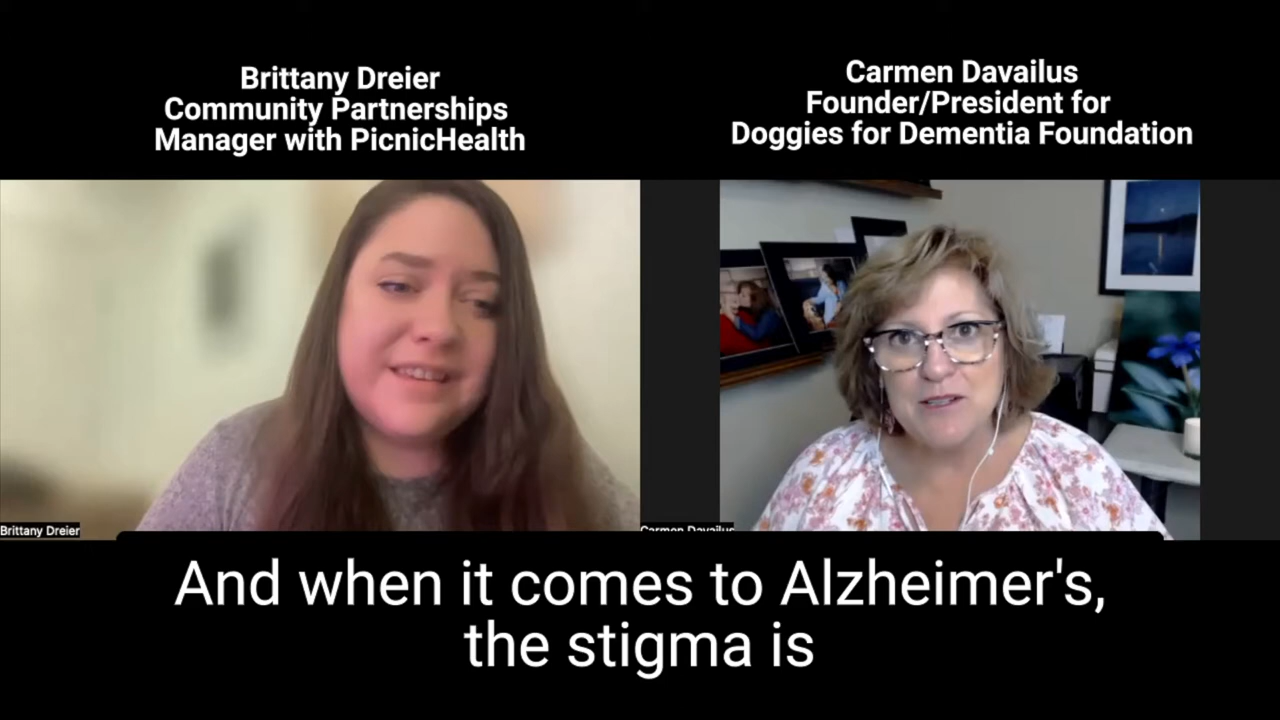 Brittany Dreier
Community Partnerships
Manager with PicnicHealth
Carmen Davailus
Founder/President for
Doggies for Dementia Foundation
Brittany Dreier
Carmen Davailus
And when it comes to Alzheimer's,
the stigma is